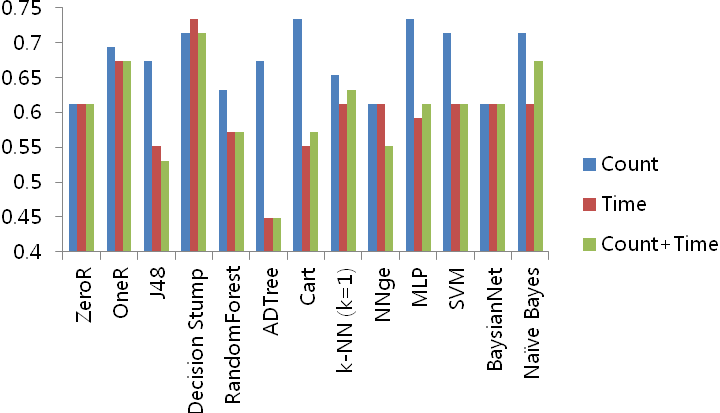 0.75
0.7
0.65
0.6
0.55
0.5
0.45
0.4
ZeroR
OneR
J48
Decision Stump
RandomForest
ADTree
Cart
k-NN (k=1)
NNge
MLP
SVM
BaysianNet
Naïve Bayes
Count
Time
Count+Time